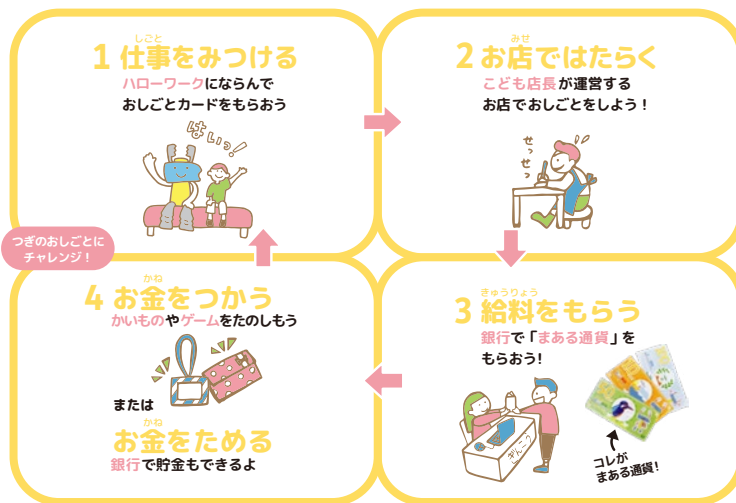 しごと
1 仕事をみつける
ハローワークにならんで
おしごとカードをもらおう
はいっ!
みせ
2 お店ではたらく
こども店長が運営する
お店でおしごとをしよう!
せっせっ
きゅうりょう
3 給料をもらう
銀行で「まある通貨」を
もらおう!
ぎんこう
コレが
まある通貨!
かね
4 お金をつかう
かいものやゲームをたのしもう
または
かね
お金をためる
銀行で貯金もできるよ
つぎのおしごとに
チャレンジ!